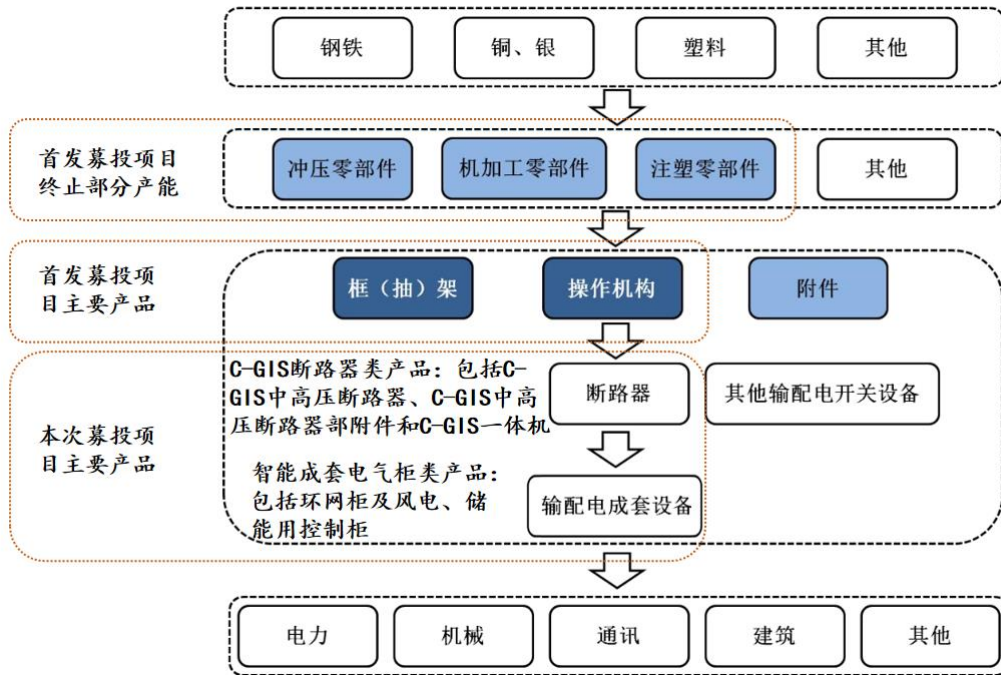 钢铁
铜、银
塑料
其他
首发募投项目
终止部分产能
冲压零部件
机加工零部件
注塑零部件
其他
首发募投项
目主要产品
框（抽）架
操作机构
附件
本次募投项
目主要产品
C-GIS断路器类产品：包括C-
GIS中高压断路器、C-GIS中高
压断路器部附件和C-GIS一体机
断路器
其他输配电开关设备
智能成套电气柜类产品：
包括环网柜及风电、储
能用控制柜
输配电成套设备
电力
机械
通讯
建筑
其他